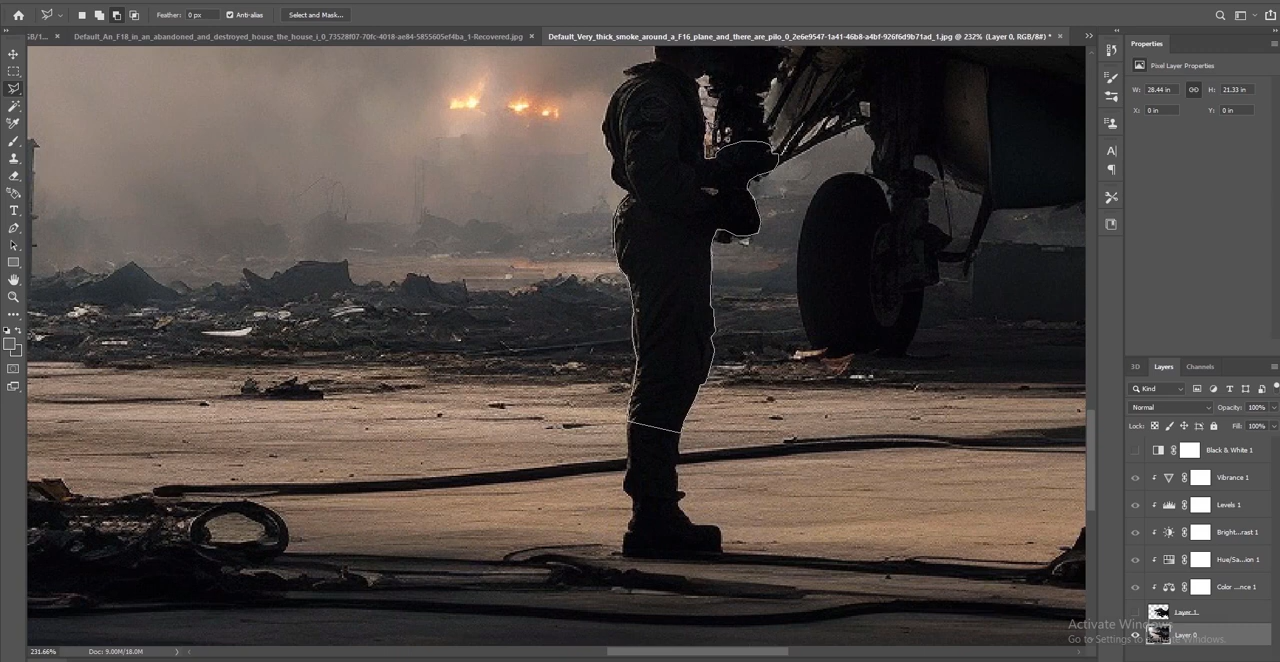 Feather: 0 px Anti-alias Select and Mask...
Default_An_F18_in_an_abandoned_and_destroyed_house_the_house_i_0_73528f07-70fc-4018-ae84-5855605ef4ba_1-Recovered.jpg
Default_Very_thick_smoke_around_a_F16_plane_and_there_are_pilo_0_2e6e9547-1a41-46b8-a4bf-926f6d9b71ad_1.jpg @ 232% (Layer 0, RGB/8#) *
Properties
Pixel Layer Properties
W: 28.44 in H: 21.33 in
X: 0 in Y: 0 in
3D Layers Channels
Kind
Normal Opacity: 100%
Lock: Fill: 100%
Black & White 1
Vibrance 1
Levels 1
Bright...rast 1
Hue/Sa...ion 1
Color ...nce 1
Layer 1
Layer 0
Activate Windows
Go to Settings to Activate Windows.
231.66% Doc: 9.00M/18.0M